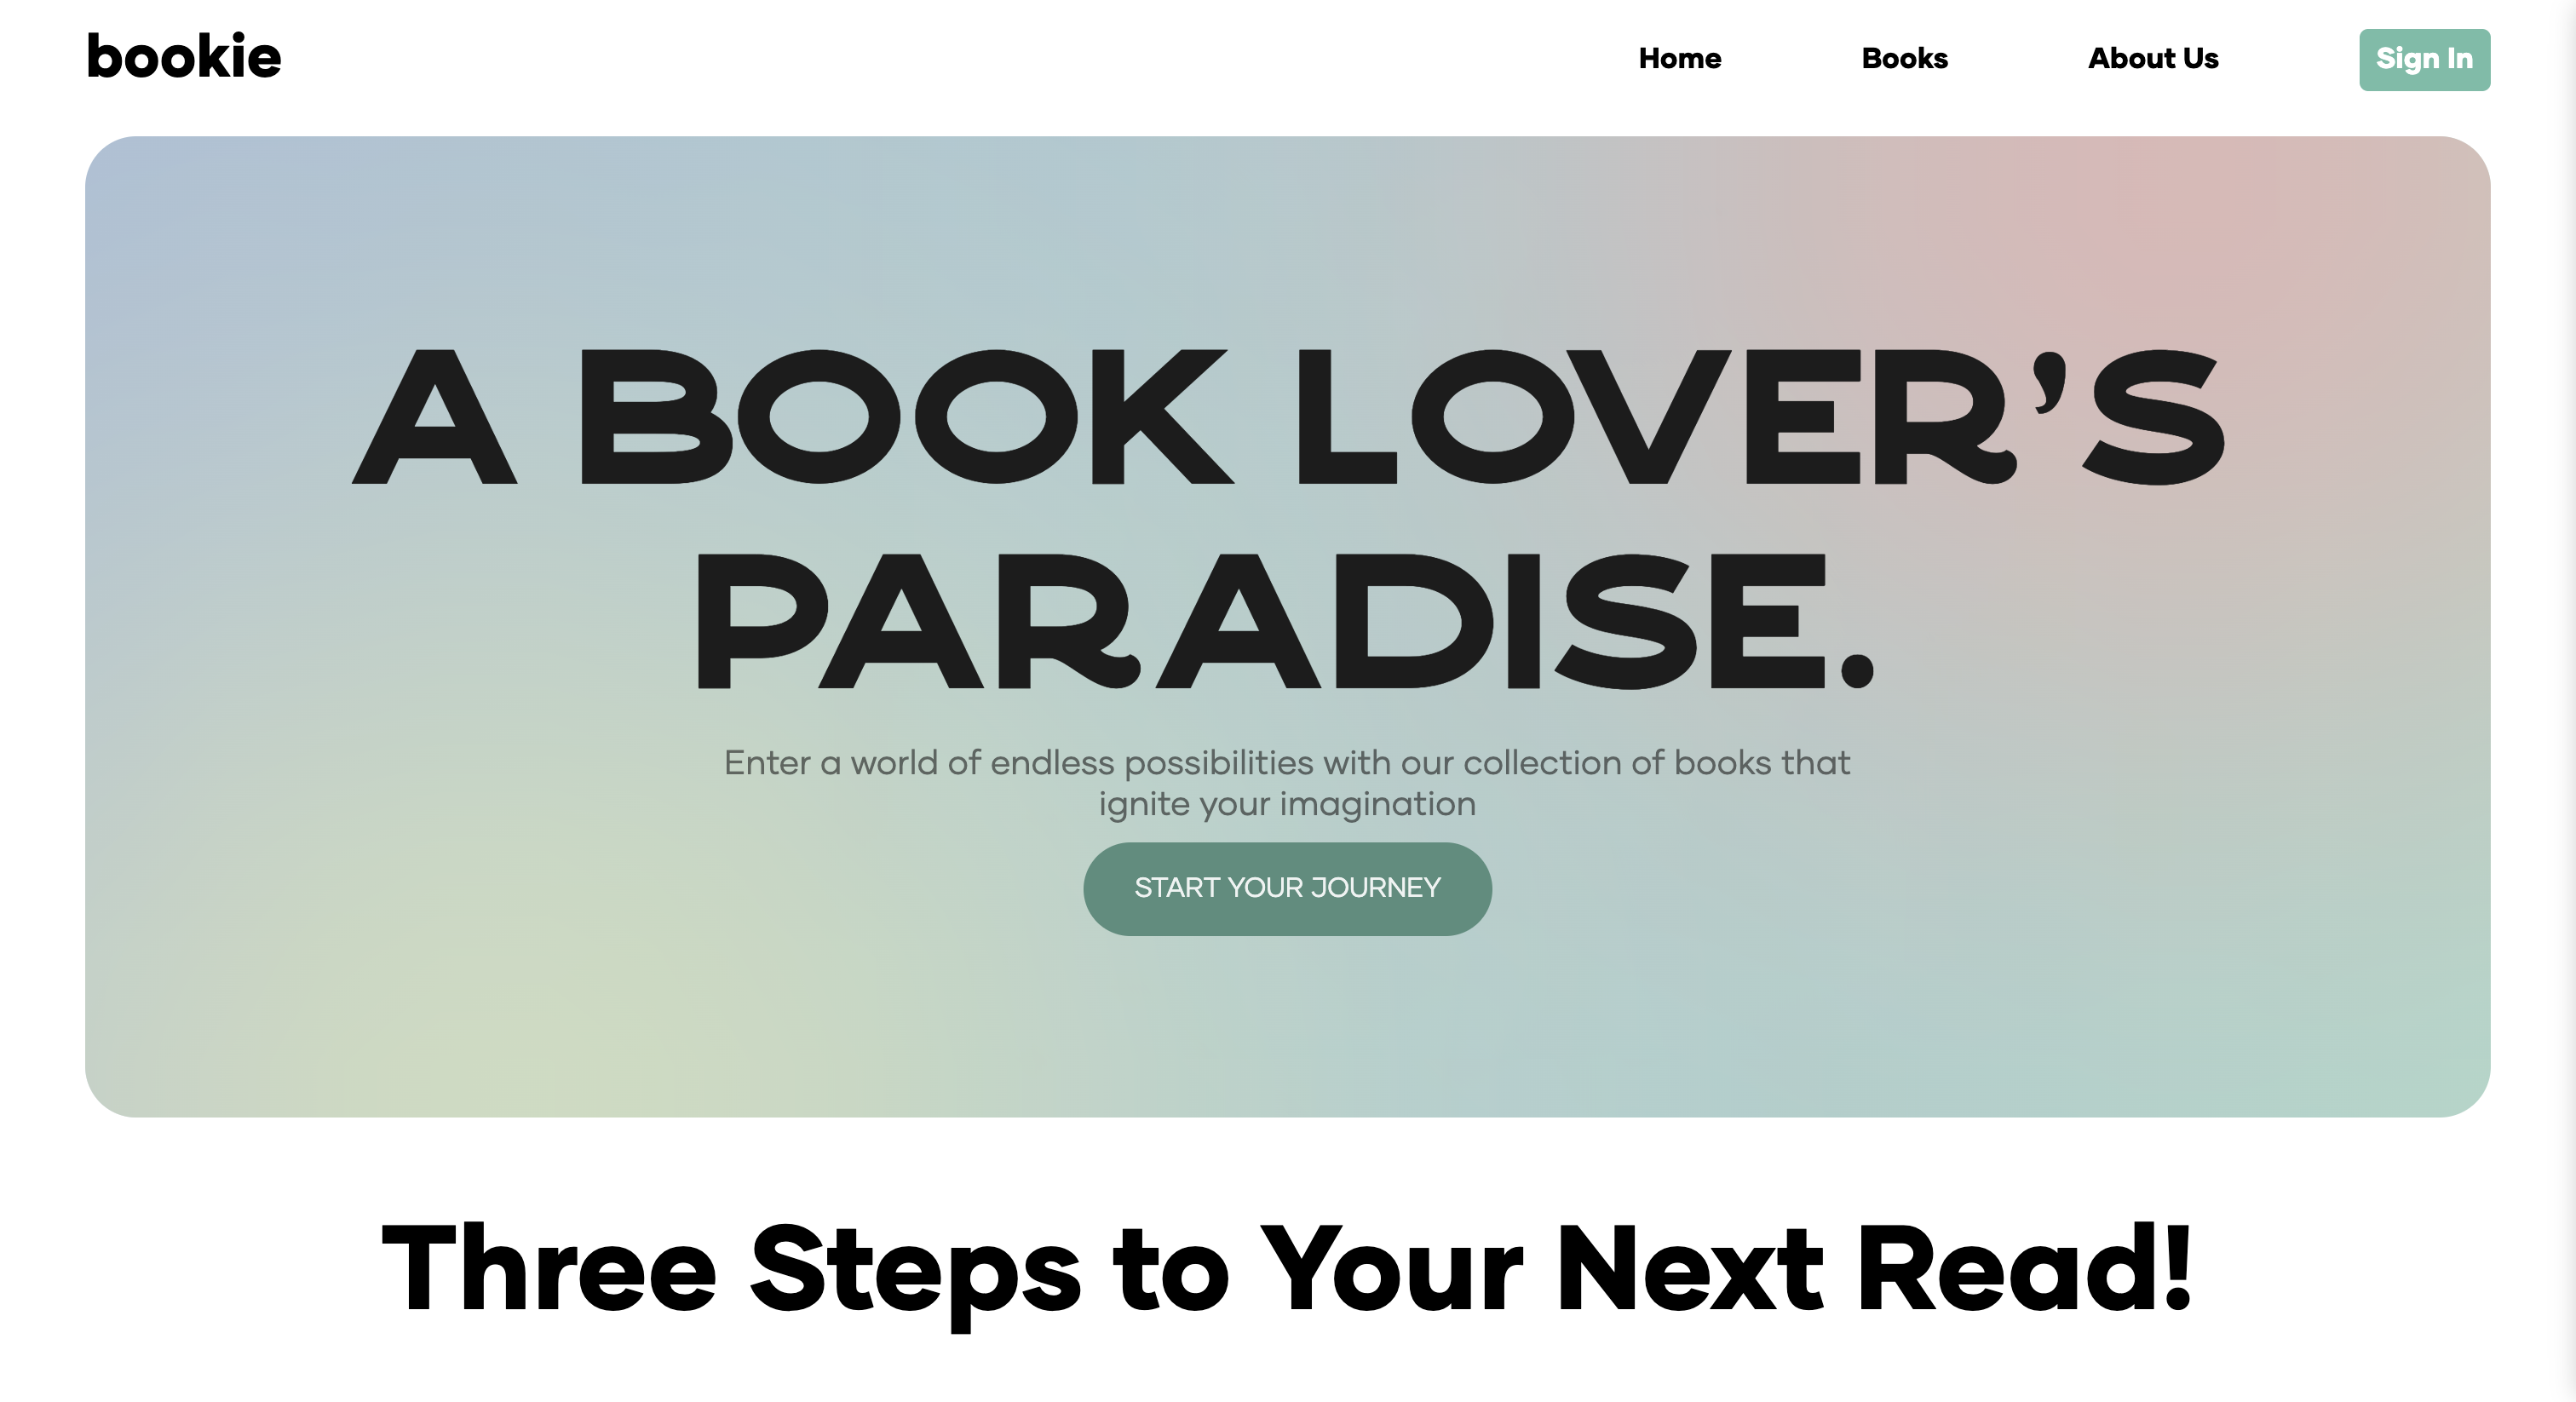 bookie
Home
Books
About Us
Sign In
A BOOK LOVER’S
PARADISE.
Enter a world of endless possibilities with our collection of books that
ignite your imagination
START YOUR JOURNEY
Three Steps to Your Next Read!